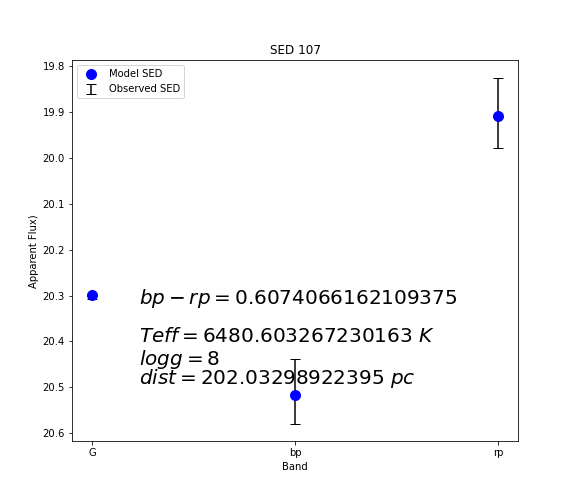 SED 107
Model SED
Observed SED
Apparent Flux)
19.8
19.9
20.0
20.1
20.2
20.3
20.4
20.5
20.6
bp − rp = 0.6074066162109375
Teff = 6480.603267230163 K
logg = 8
dist = 202.03298922395 pc
G
bp
rp
Band